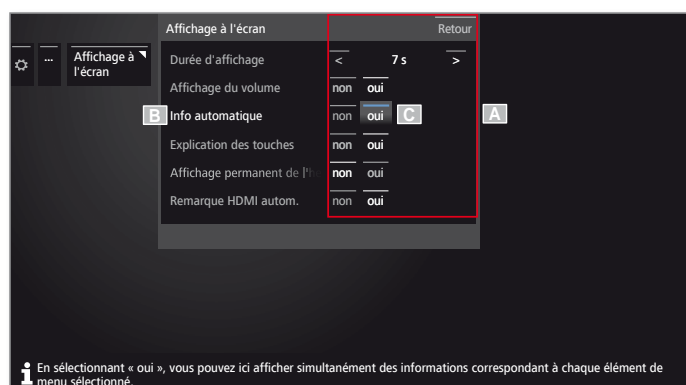 Affichage à l'écran Retour
... Affichage à l'écran
Durée d'affichage < 7 s >
Affichage du volume non oui
B Info automatique non oui C A
Explication des touches non oui
Affichage permanent de l'he non oui
Remarque HDMI autom. non oui
i En sélectionnant « oui », vous pouvez ici afficher simultanément des informations correspondant à chaque élément de
menu sélectionné.